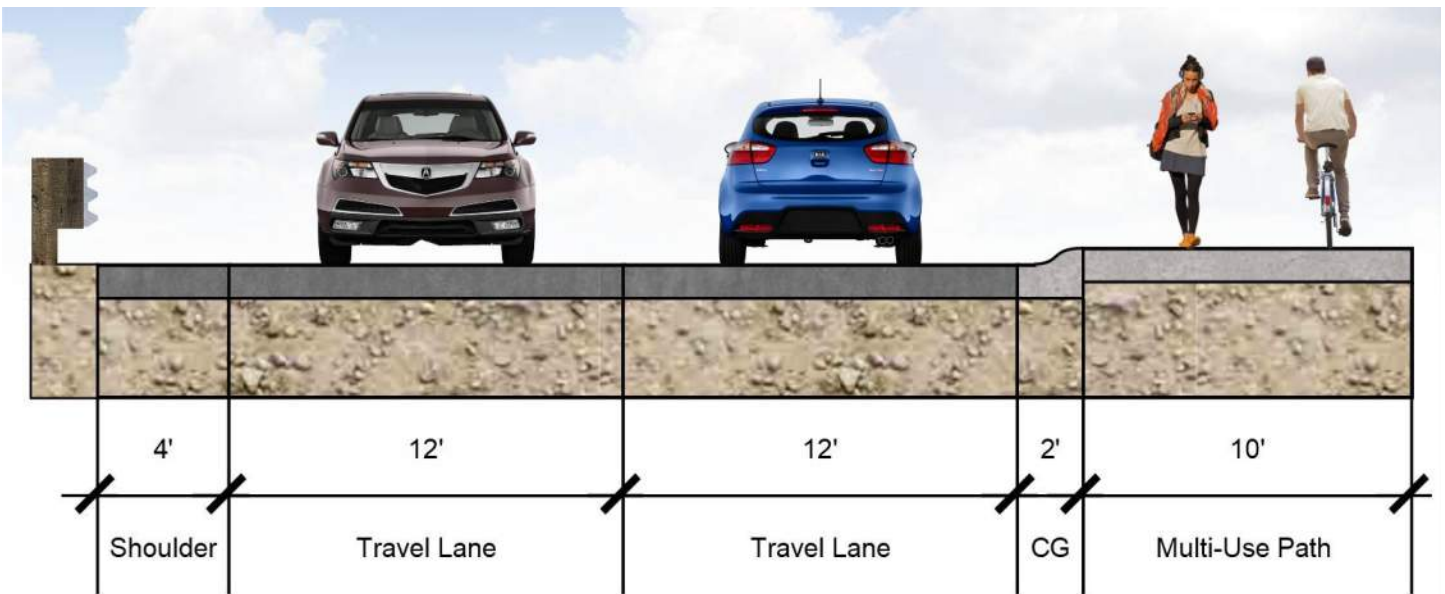 4'
12'
12'
2'
10'
Shoulder
Travel Lane
Travel Lane
CG
Multi-Use Path